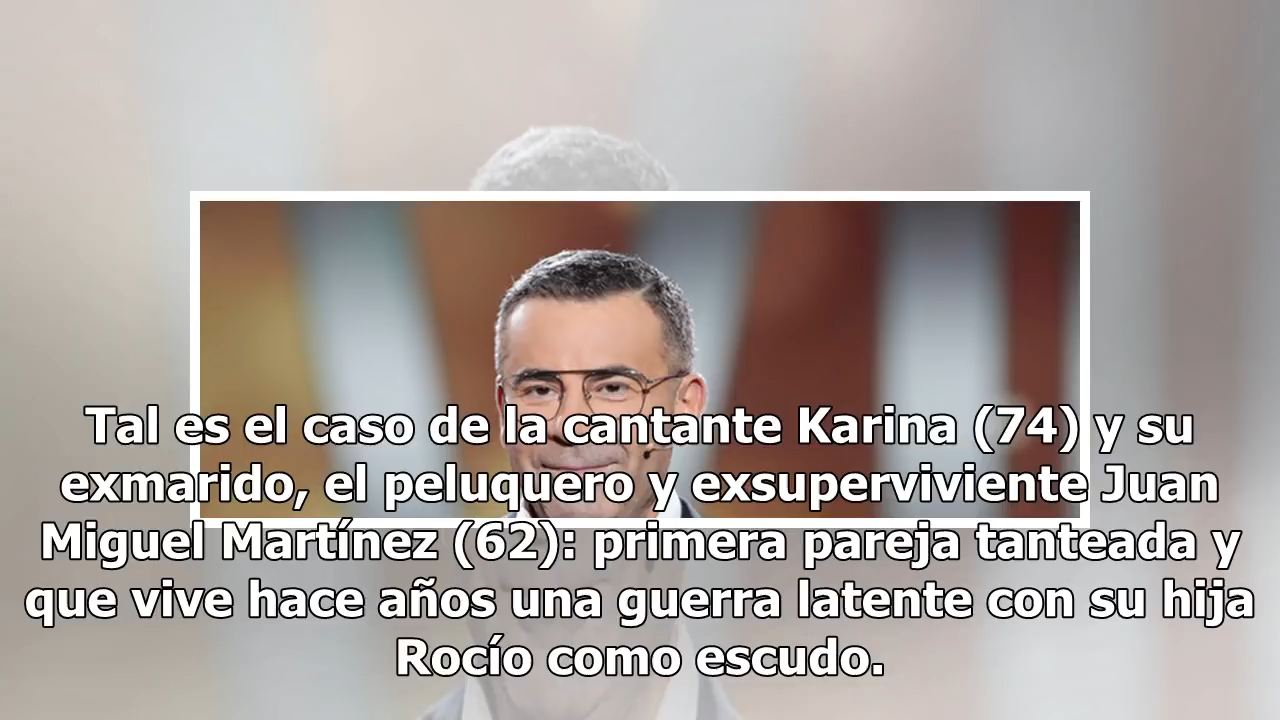 Tal es el caso de la cantante Karina (74) y su
exmarido, el peluquero y exsuperviviente Juan
Miguel Martínez (62): primera pareja tanteada y
que vive hace años una guerra latente con su hija
Rocío como escudo.